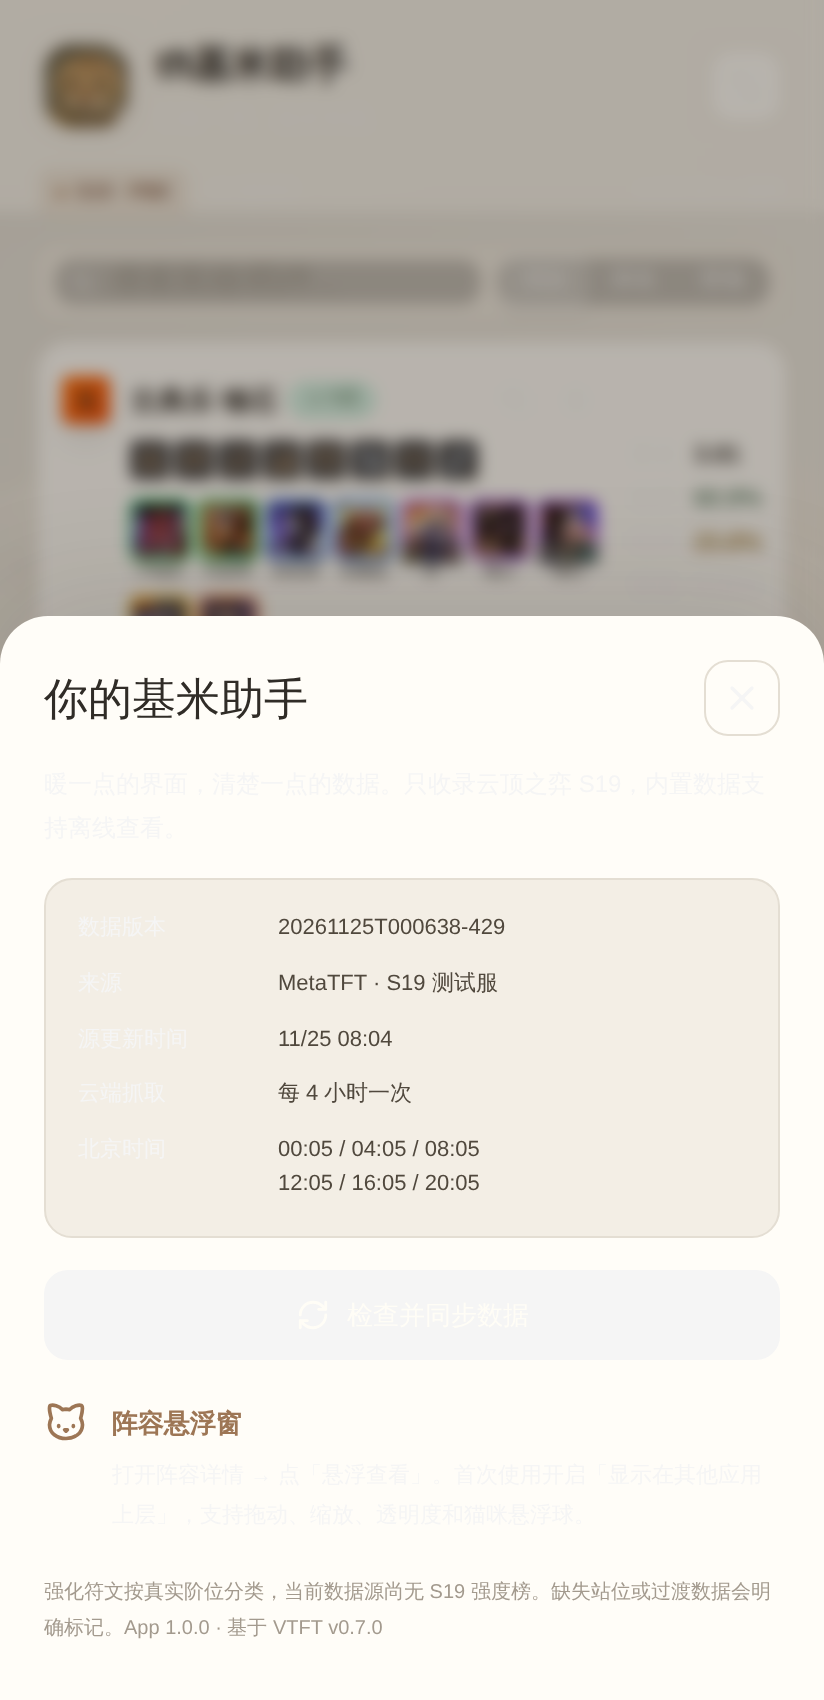 你的基米助手
暖一点的界面，清楚一点的数据。只收录云顶之弈 S19，内置数据支
持离线查看。
数据版本 20261125T000638-429
来源 MetaTFT · S19 测试服
源更新时间 11/25 08:04
云端抓取 每 4 小时一次
北京时间 00:05 / 04:05 / 08:05
12:05 / 16:05 / 20:05
检查并同步数据
阵容悬浮窗
打开阵容详情 → 点「悬浮查看」。首次使用开启「显示在其他应用
上层」，支持拖动、缩放、透明度和猫咪悬浮球。
强化符文按真实阶位分类，当前数据源尚无 S19 强度榜。缺失站位或过渡数据会明
确标记。App 1.0.0 · 基于 VTFT v0.7.0